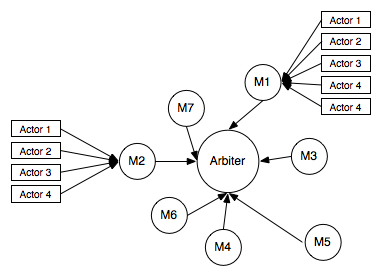 Actor 1
Actor 2
Actor 3
Actor 4
Actor 4
M1
M7
Actor 1
Actor 2
Actor 3
Actor 4
M2
Arbiter
M3
M6
M4
M5